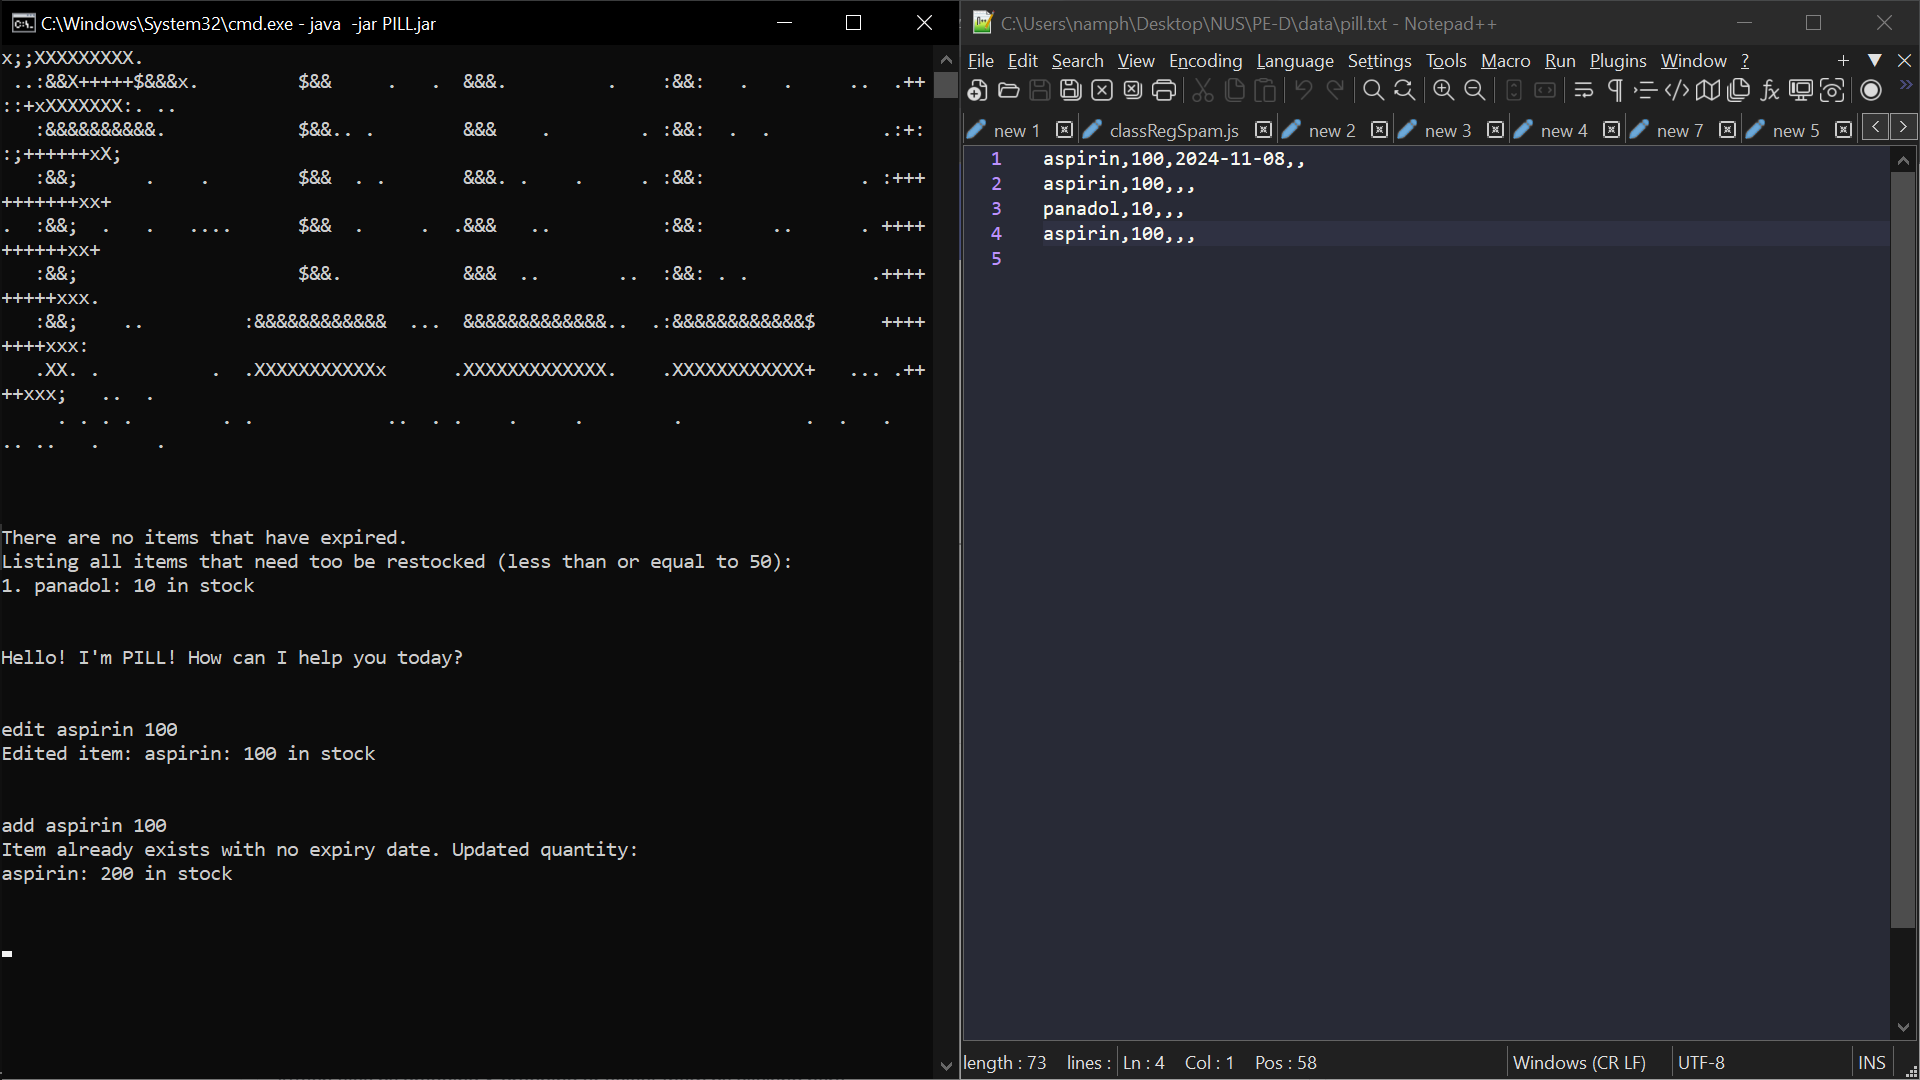 C:\Windows\System32\cmd.exe - java  -jar PILL.jar
x;;XXXXXXXXX.
 ..:&&X+++++$&&&x.         $&&     .   .  &&&.         .    :&&:   .   .     ..  .++
::+xXXXXXXX:. ..
   :&&&&&&&&&&.            $&&.. .        &&&    .        . :&&:  .  .          .:+:
:;++++++xX;
   :&&;      .    .        $&&  . .       &&&. .    .     . :&&:              . :+++
+++++++xx+
.  :&&;  .   .   ....      $&&  .     .  .&&&   ..          :&&:      ..      . ++++
++++++xx+
   :&&;                    $&&.           &&&  ..       ..  :&&: . .           .++++
+++++xxx.
   :&&;    ..         :&&&&&&&&&&&&  ...  &&&&&&&&&&&&&..  .:&&&&&&&&&&&&$      ++++
++++xxx:
   .XX. .          .  .XXXXXXXXXXXx      .XXXXXXXXXXXXX.    .XXXXXXXXXXXX+   ... .++
++xxx;   ..  .
     . . . .        . .            ..  . .    .     .        .           .  .   .
.. ..   .     .
There are no items that have expired.
Listing all items that need too be restocked (less than or equal to 50):
1. panadol: 10 in stock
Hello! I'm PILL! How can I help you today?
edit aspirin 100
Edited item: aspirin: 100 in stock
add aspirin 100
Item already exists with no expiry date. Updated quantity:
aspirin: 200 in stock
C:\Users\namph\Desktop\NUS\PE-D\data\pill.txt - Notepad++
File Edit Search View Encoding Language Settings Tools Macro Run Plugins Window ?
new 1 classRegSpam.js new 2 new 3 new 4 new 7 new 5
1 aspirin,100,2024-11-08,,
2 aspirin,100,,,
3 panadol,10,,,
4 aspirin,100,,,
5
length : 73 lines : Ln : 4 Col : 1 Pos : 58 Windows (CR LF) UTF-8 INS